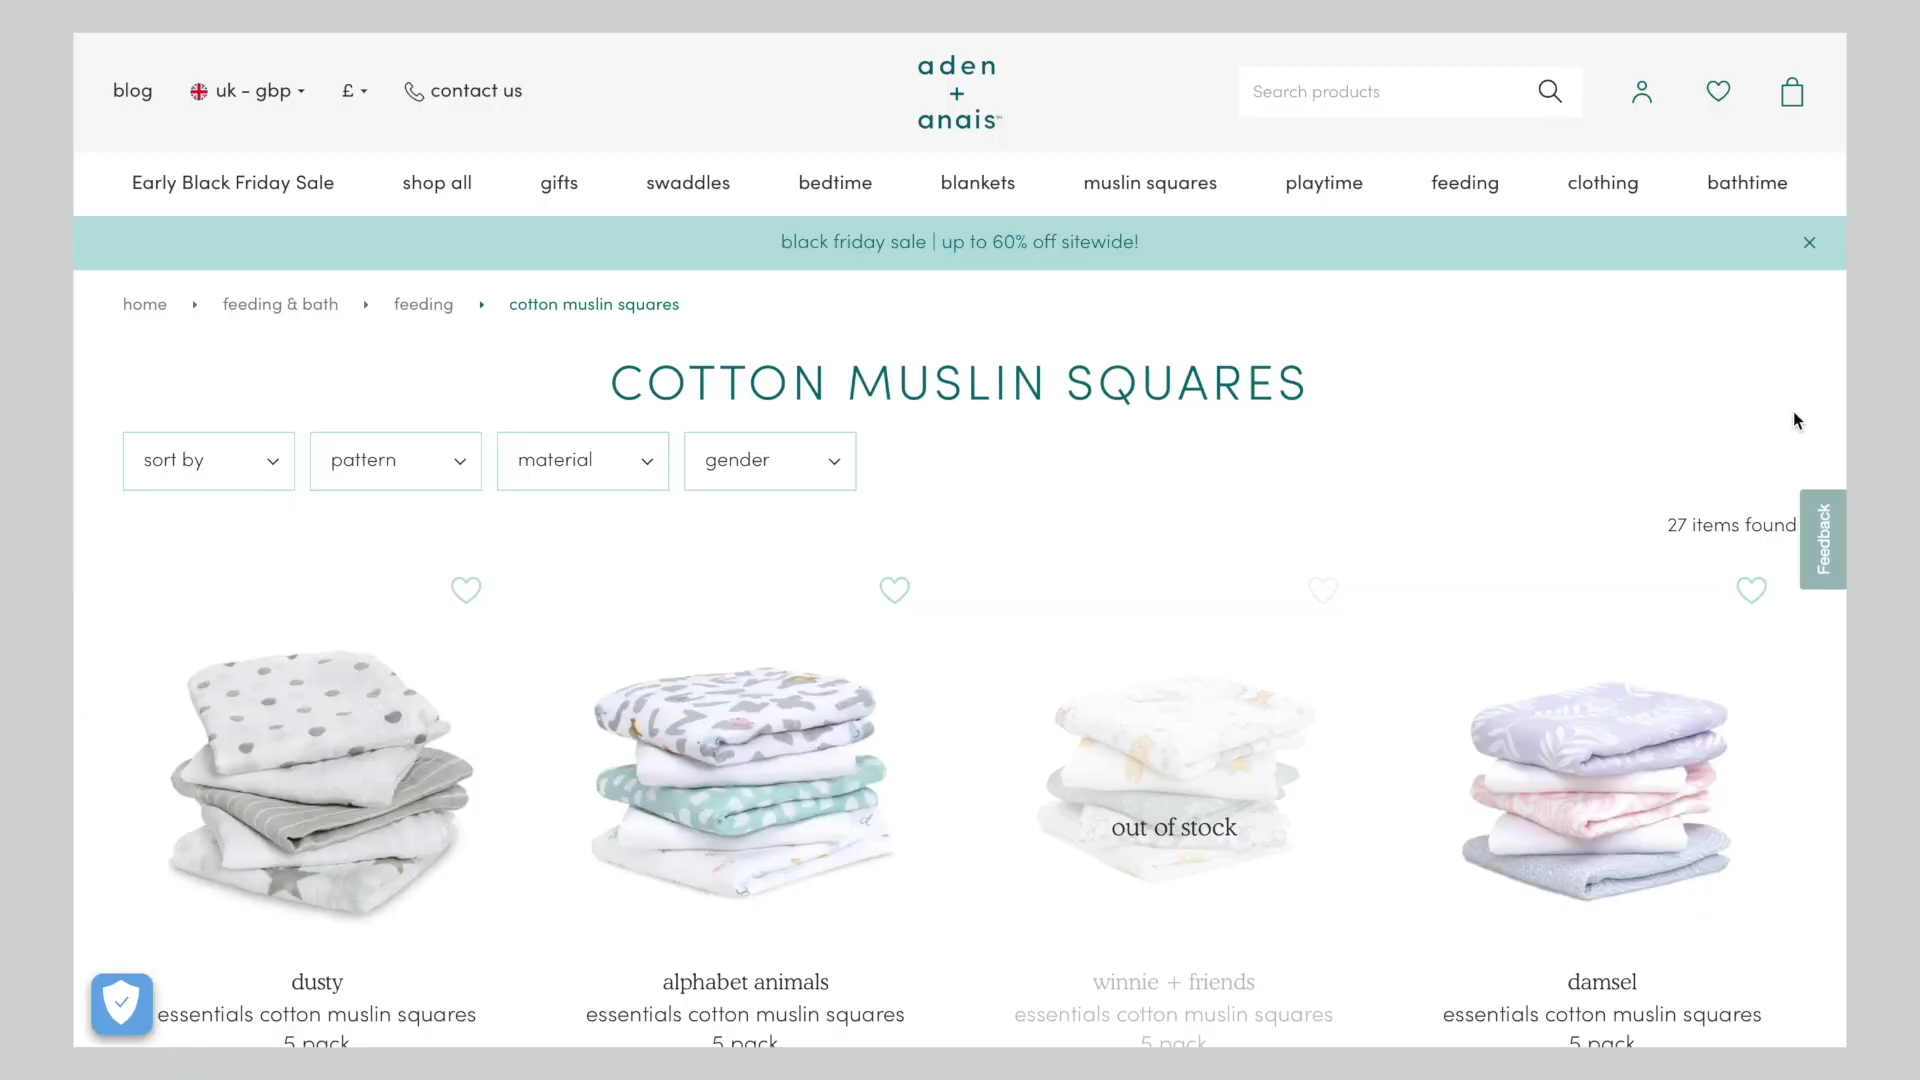 blog
uk - gbp
£
contact us
aden
+
anais™
Search products
Early Black Friday Sale
shop all
gifts
swaddles
bedtime
blankets
muslin squares
playtime
feeding
clothing
bathtime
black friday sale | up to 60% off sitewide!
home
feeding & bath
feeding
cotton muslin squares
COTTON MUSLIN SQUARES
sort by
pattern
material
gender
27 items found
Feedback
out of stock
dusty
essentials cotton muslin squares
5 pack
alphabet animals
essentials cotton muslin squares
5 pack
winnie + friends
essentials cotton muslin squares
5 pack
damsel
essentials cotton muslin squares
5 pack